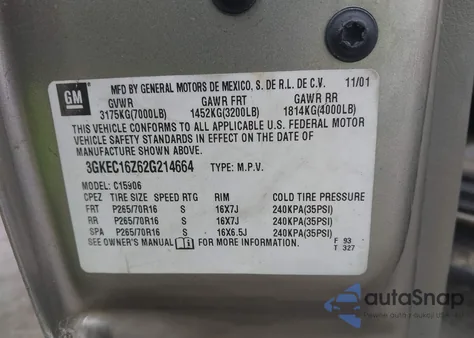 GM
MFD BY GENERAL MOTORS DE MEXICO, S. DE R.L. DE C.V. 11/01
GVWR GAWR FRT GAWR RR
3175KG(7000LB) 1452KG(3200LB) 1814KG(4000LB)
THIS VEHICLE CONFORMS TO ALL APPLICABLE U.S. FEDERAL MOTOR
VEHICLE SAFETY STANDARDS IN EFFECT ON THE DATE OF
MANUFACTURE SHOWN ABOVE.
3GKEC16Z62G214664 TYPE: M.P.V.
MODEL: C15906
CPEZ TIRE SIZE SPEED RTG RIM COLD TIRE PRESSURE
FRT P265/70R16 S 16X7J 240KPA(35PSI)
RR P265/70R16 S 16X7J 240KPA(35PSI)
SPA P265/70R16 S 16X6.5J 240KPA(35PSI)
SEE OWNER'S MANUAL FOR MORE INFORMATION
F 93
T 327
autoSnap